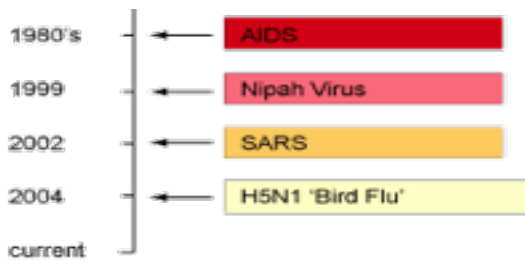 1980's AIDS
1999 Nipah Virus
2002 SARS
2004 H5N1 'Bird Flu'
current